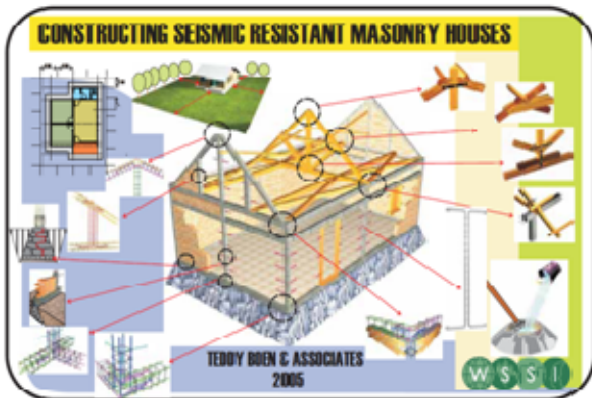 CONSTRUCTING SEISMIC RESISTANT MASONRY HOUSES
TEDDY BOEN & ASSOCIATES
2005
WSSI